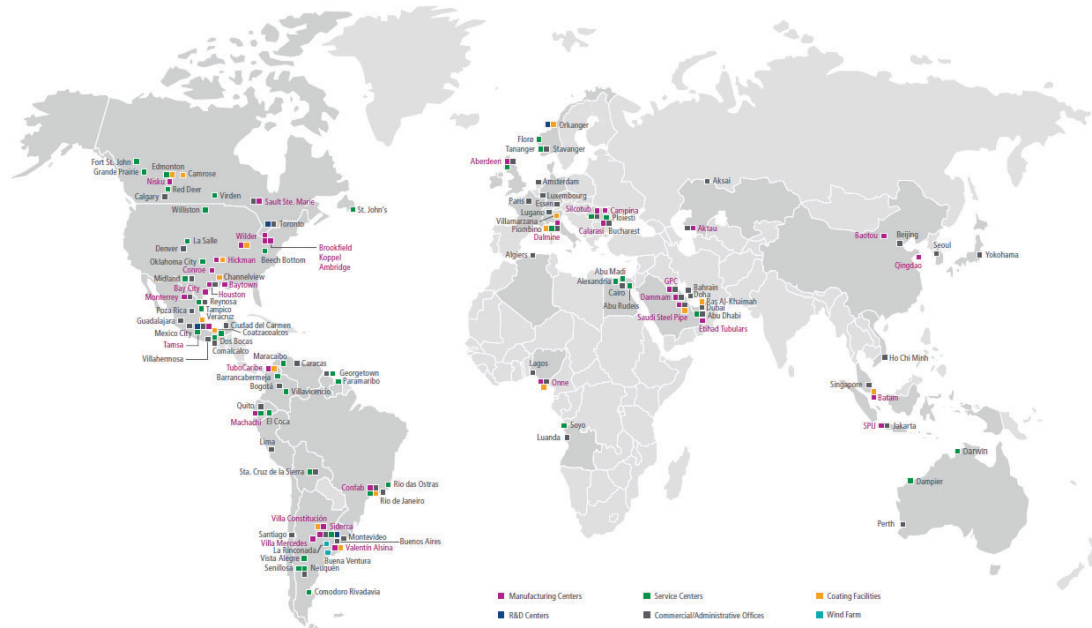 Fort St. John
Grande Prairie
Edmonton
Camrose
Nisku
Red Deer
Calgary
Virden
Sault Ste. Marie
Williston
St. John's
Toronto
Wilder
Brookfield
Koppel
Ambridge
La Salle
Denver
Oklahoma City
Hickman
Beech Bottom
Conroe
Channelview
Midland
Baytown
Bay City
Houston
Monterrey
Reynosa
Poza Rica
Tampico
Veracruz
Guadalajara
Ciudad del Carmen
Mexico City
Coatzacoalcos
Tamsa
Dos Bocas
Comalcalco
Villahermosa
Maracaibo
Caracas
TuboCaribe
Georgetown
Barrancabermeja
Paramaribo
Bogotá
Villavicencio
Quito
Machachi
El Coca
Lima
Sta. Cruz de la Sierra
Confab
Rio das Ostras
Rio de Janeiro
Villa Constitución
Siderca
Santiago
Montevideo
Villa Mercedes
Buenos Aires
La Rinconada
Valentín Alsina
Vista Alegre
Buena Ventura
Senillosa
Neuquén
Comodoro Rivadavia
Orkanger
Florø
Tananger
Stavanger
Aberdeen
Amsterdam
Luxembourg
Paris
Essen
Lugano
Villamarzana
Piombino
Dalmine
Silcotub
Campina
Ploiesti
Calarasi
Bucharest
Algiers
Aksai
Aktau
Baotou
Beijing
Seoul
Yokohama
Qingdao
Abu Madi
Alexandria
Cairo
Abu Rudeis
GPC
Bahrain
Dammam
Doha
Ras Al-Khaimah
Dubai
Saudi Steel Pipe
Abu Dhabi
Etihad Tubulars
Lagos
Onne
Soyo
Luanda
Ho Chi Minh
Singapore
Batam
SPIJ
Jakarta
Darwin
Dampier
Perth
Manufacturing Centers
Service Centers
Coating Facilities
R&D Centers
Commercial/Administrative Offices
Wind Farm